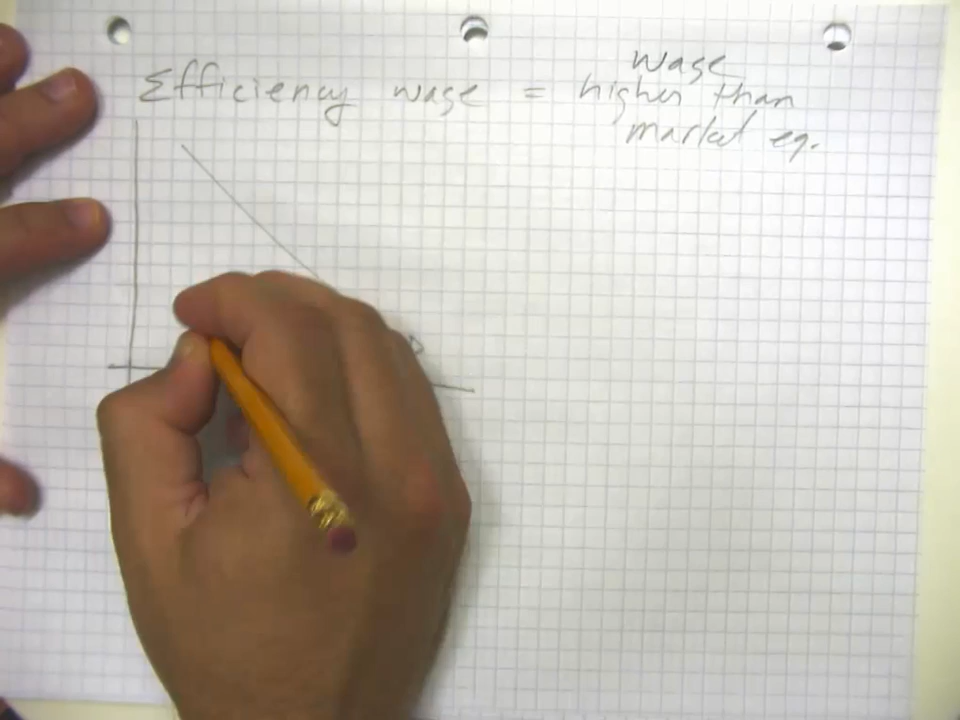 Efficiency wage = wage
higher than
market eq.
D